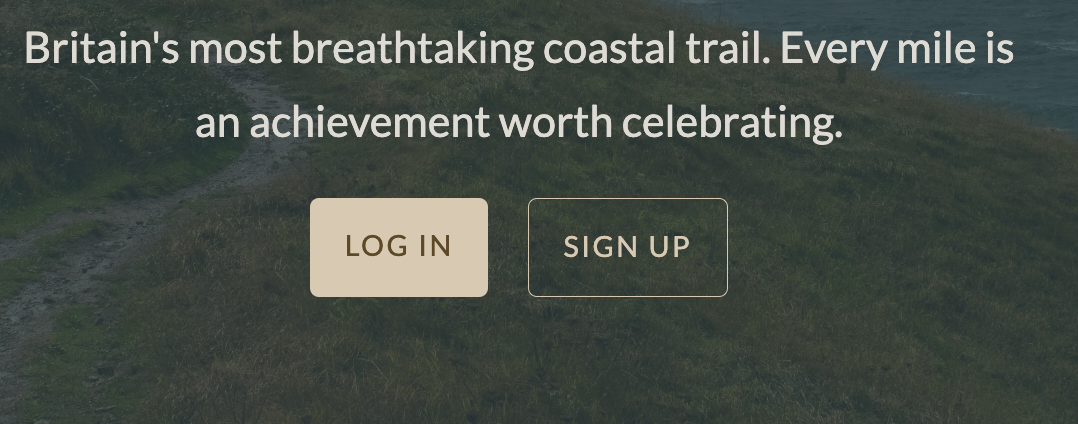 Britain's most breathtaking coastal trail. Every mile is
an achievement worth celebrating.
LOG IN
SIGN UP